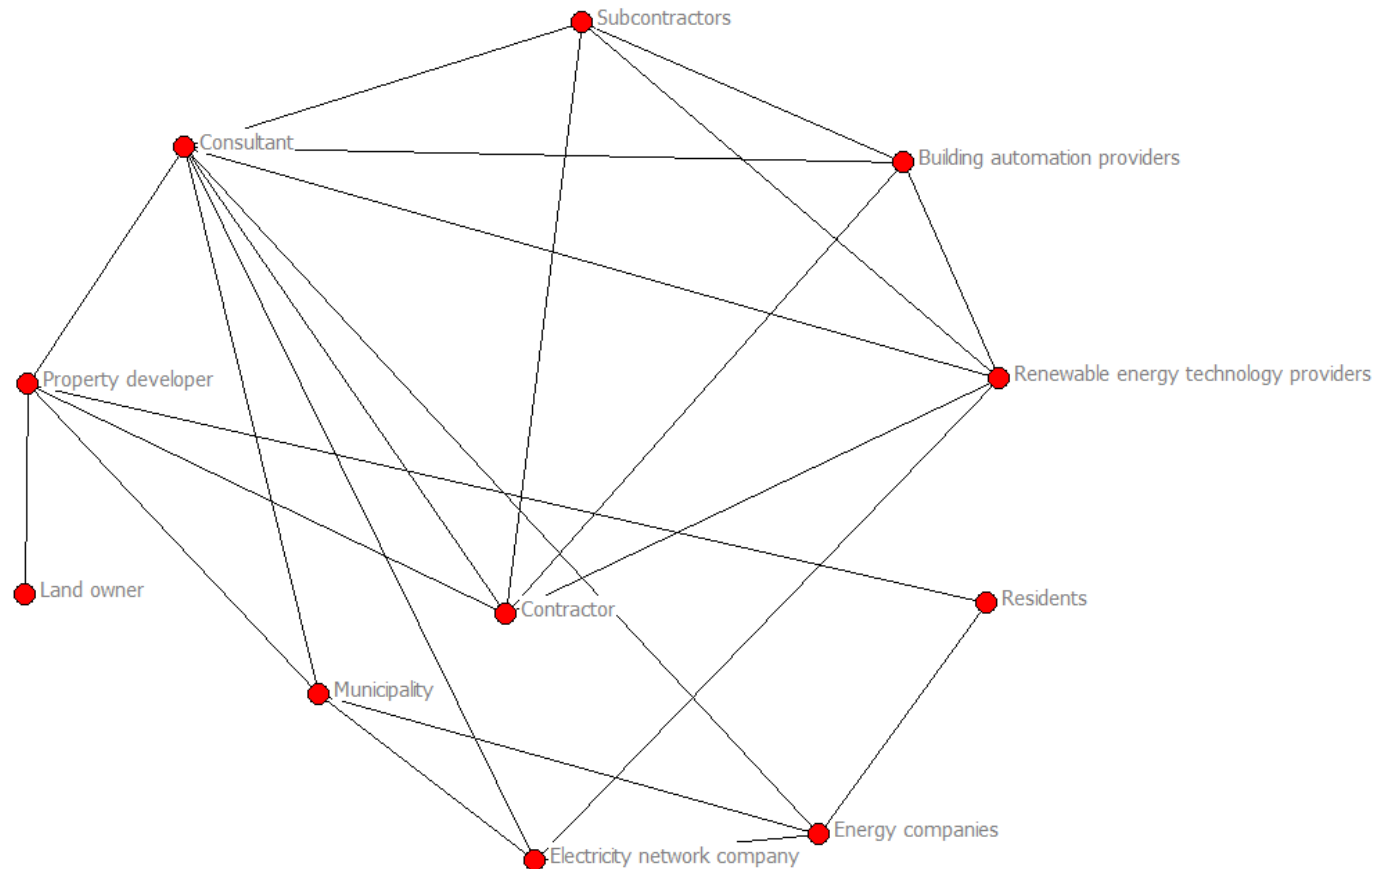 Subcontractors
Consultant
Building automation providers
Renewable energy technology providers
Property developer
Land owner
Residents
Contractor
Municipality
Energy companies
Electricity network company